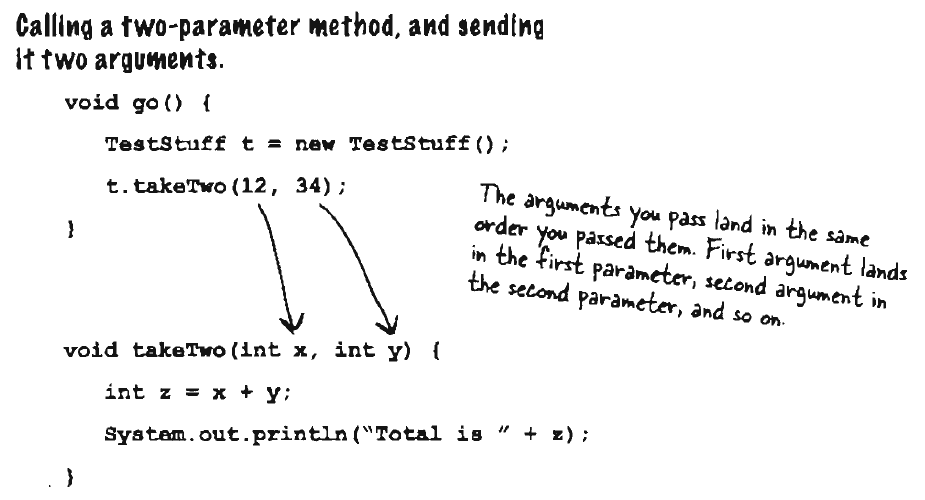 Calling a two-parameter method, and sending
it two arguments.
void go() {
TestStuff t = new TestStuff();
t.takeTwo(12, 34);
}
The arguments you pass land in the same
order you passed them. First argument lands
in the first parameter, second argument in
the second parameter, and so on.
void takeTwo(int x, int y) {
int z = x + y;
System.out.println("Total is " + z);
}